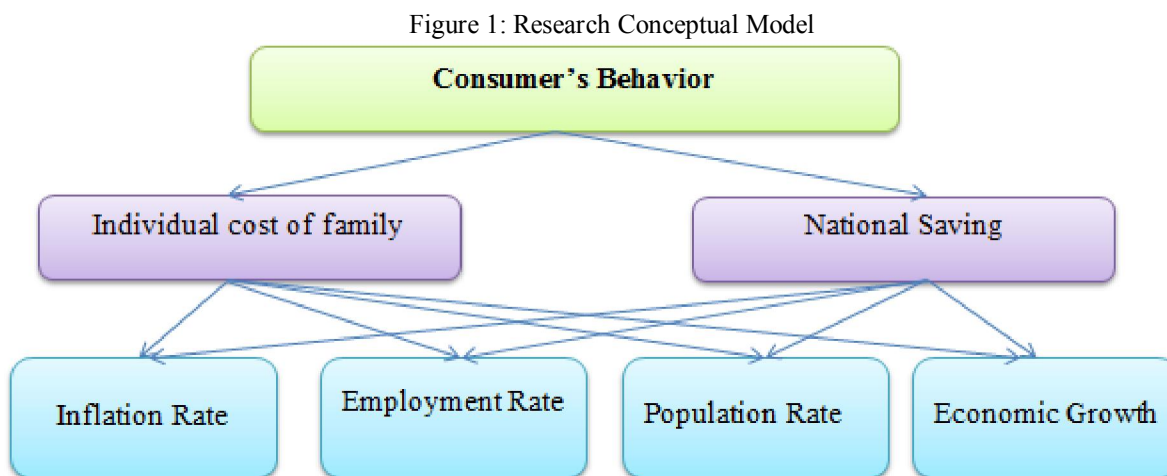 Figure 1: Research Conceptual Model
Consumer’s Behavior
Individual cost of family
National Saving
Inflation Rate
Employment Rate
Population Rate
Economic Growth